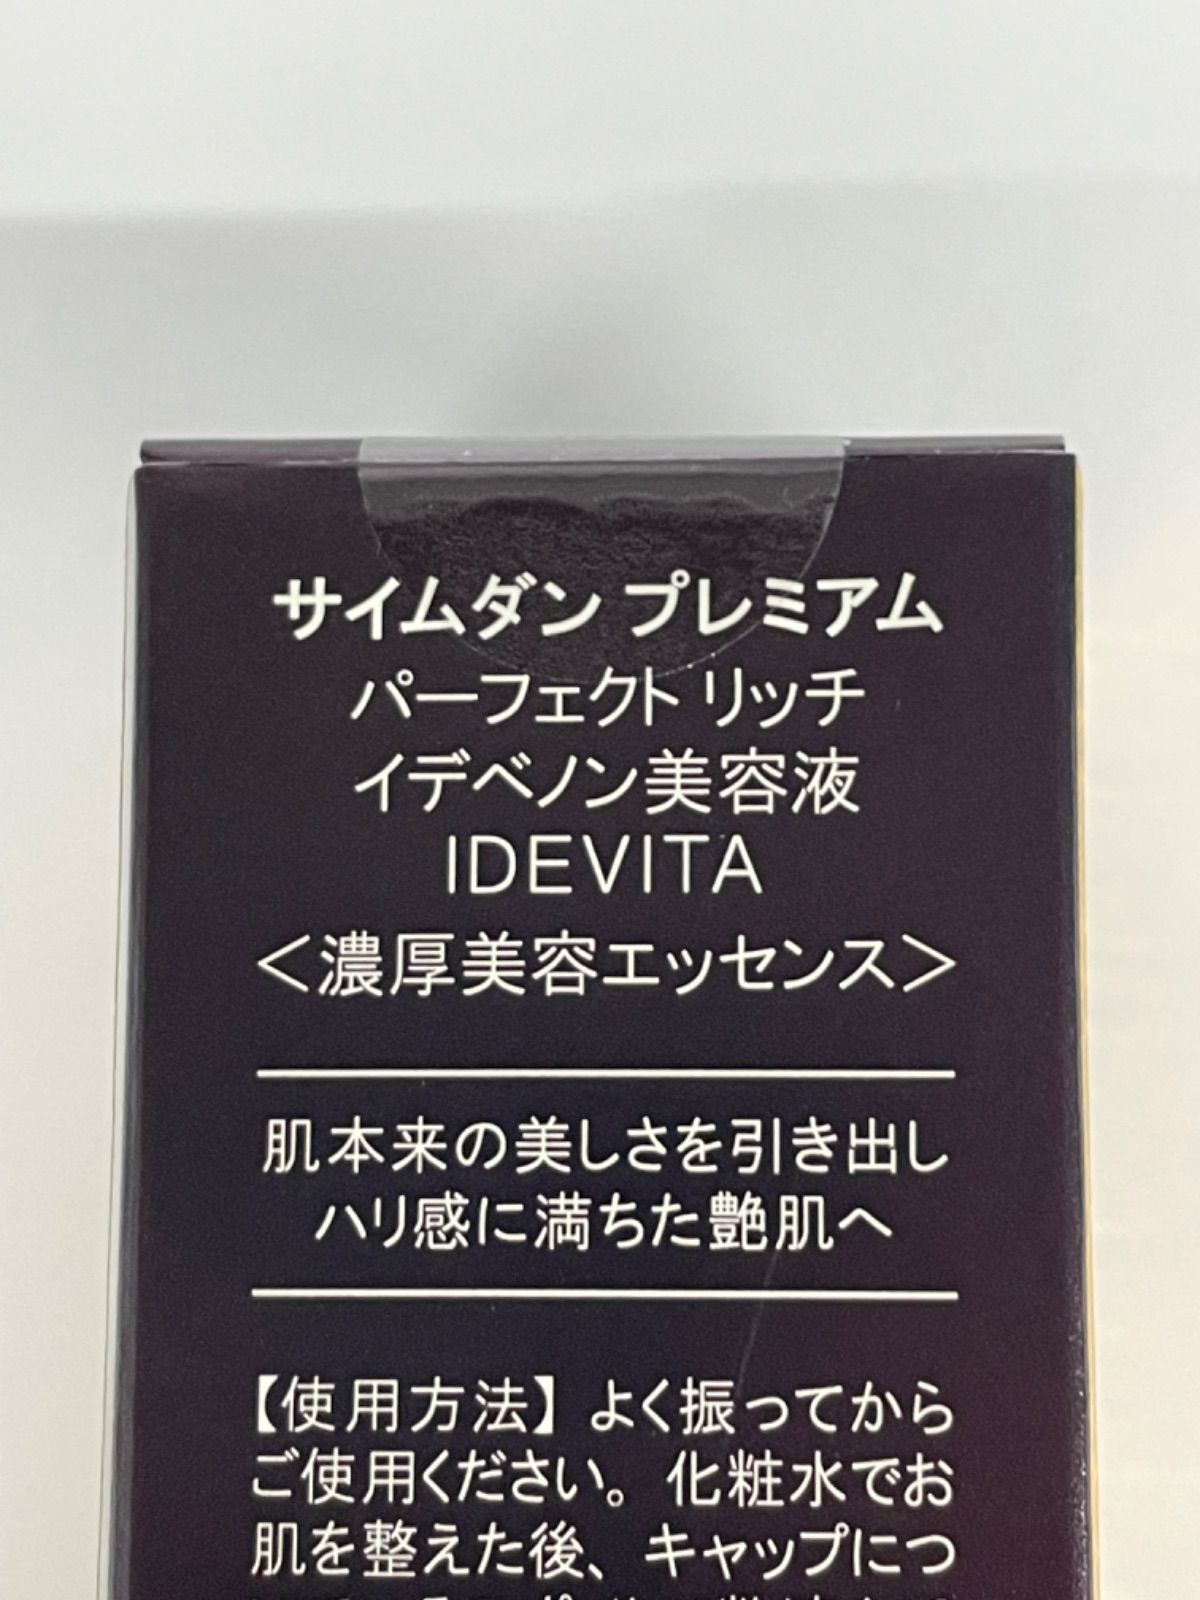 サイムダン プレミアム
パーフェクト リッチ
イデベノン美容液
IDEVITA
＜濃厚美容エッセンス＞
肌本来の美しさを引き出し
ハリ感に満ちた艶肌へ
【使用方法】よく振ってから
ご使用ください。化粧水でお
肌を整えた後、キャップにつ